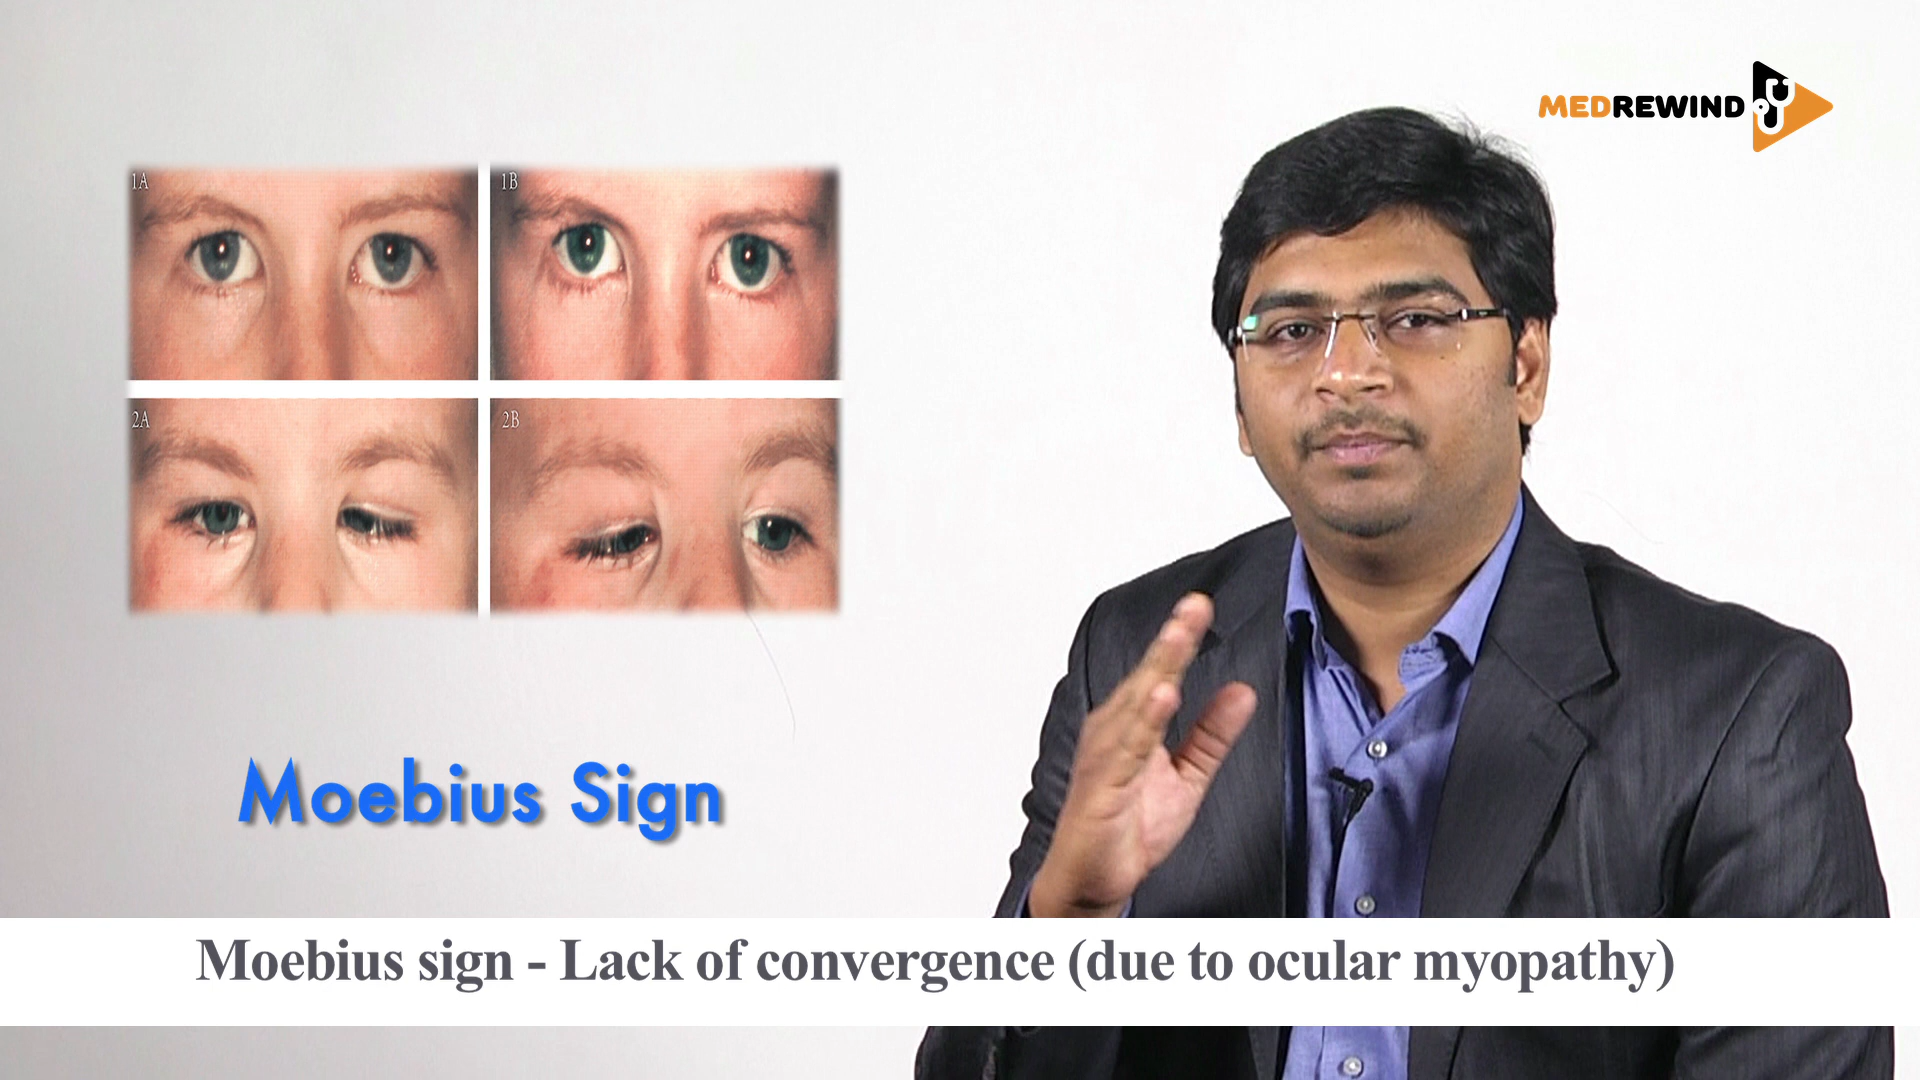 MEDREWIND
1A
1B
2A
2B
Moebius Sign
Moebius sign - Lack of convergence (due to ocular myopathy)